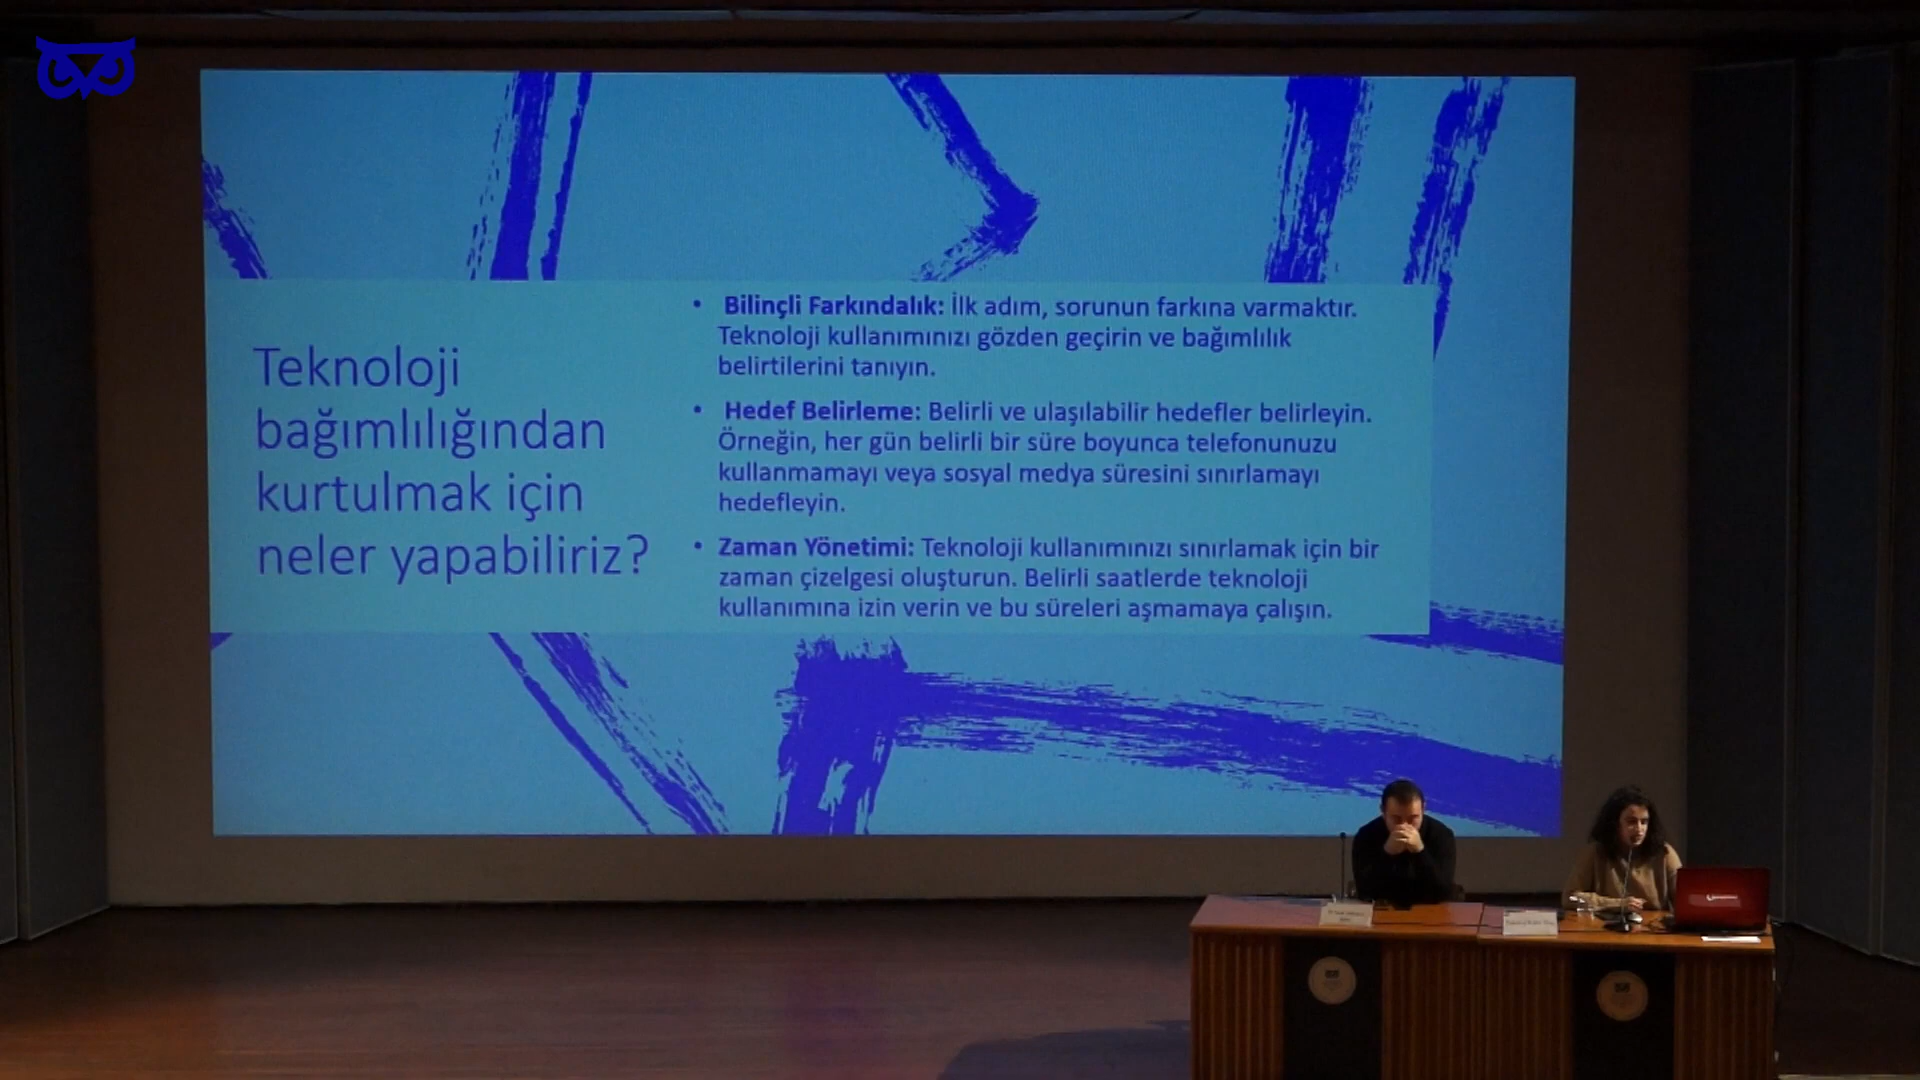 Teknoloji
bağımlılığından
kurtulmak için
neler yapabiliriz?
• Bilinçli Farkındalık: İlk adım, sorunun farkına varmaktır.
Teknoloji kullanımınızı gözden geçirin ve bağımlılık
belirtilerini tanıyın.
• Hedef Belirleme: Belirli ve ulaşılabilir hedefler belirleyin.
Örneğin, her gün belirli bir süre boyunca telefonunuzu
kullanmamayı veya sosyal medya süresini sınırlamayı
hedefleyin.
• Zaman Yönetimi: Teknoloji kullanımınızı sınırlamak için bir
zaman çizelgesi oluşturun. Belirli saatlerde teknoloji
kullanımına izin verin ve bu süreleri aşmamaya çalışın.